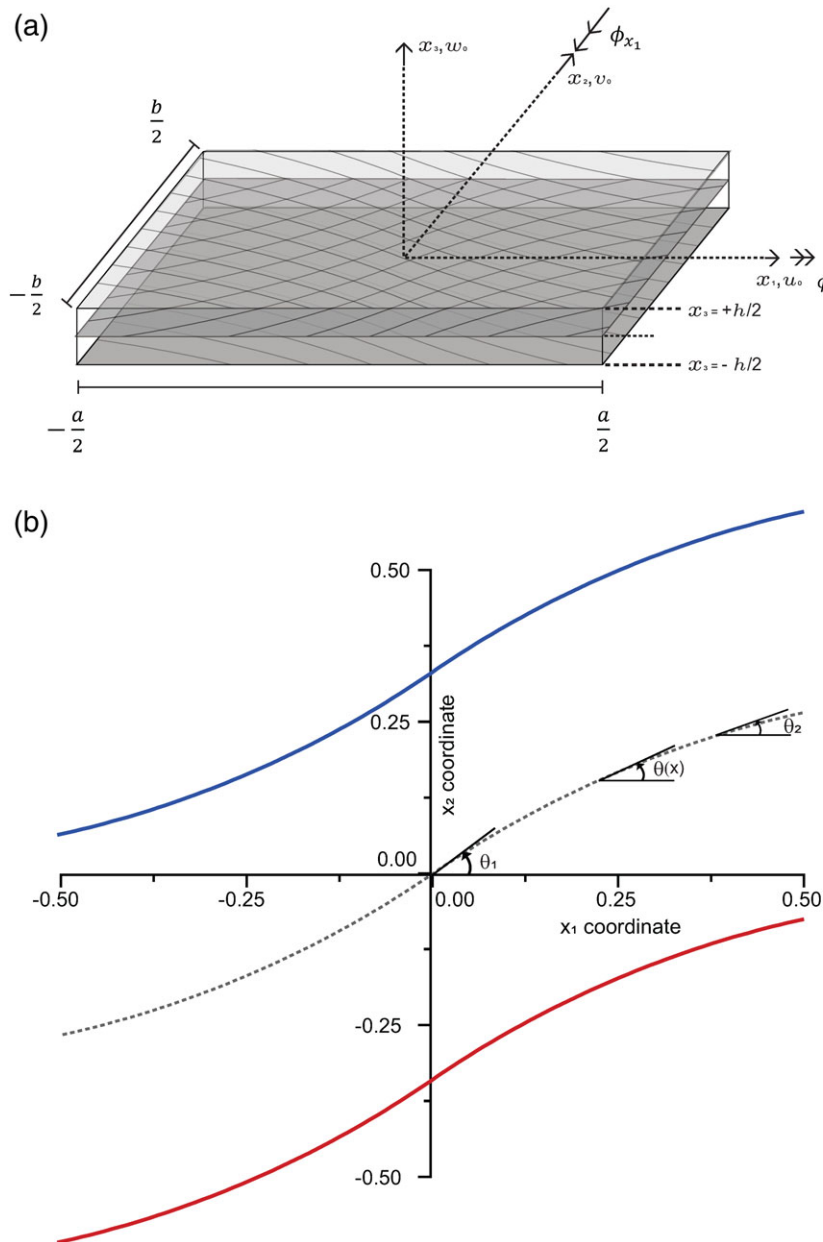 (a)
x₃,w₀
ϕx₁
x₂,v₀
b/2
-b/2
x₁,u₀
x₃=+h/2
x₃=-h/2
-a/2
a/2
(b)
0.50
0.25
x₂ coordinate
θ₂
θ(x)
θ₁
0.00
-0.50
-0.25
0.00
0.25
0.50
x₁ coordinate
-0.25
-0.50